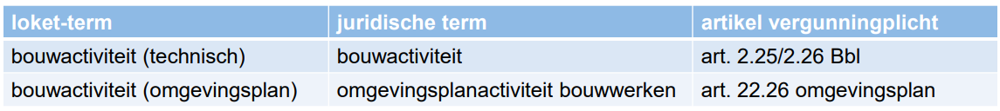 loket-term juridische term artikel vergunningplicht
bouwactiviteit (technisch) bouwactiviteit art. 2.25/2.26 Bbl
bouwactiviteit (omgevingsplan) omgevingsplanactiviteit bouwwerken art. 22.26 omgevingsplan